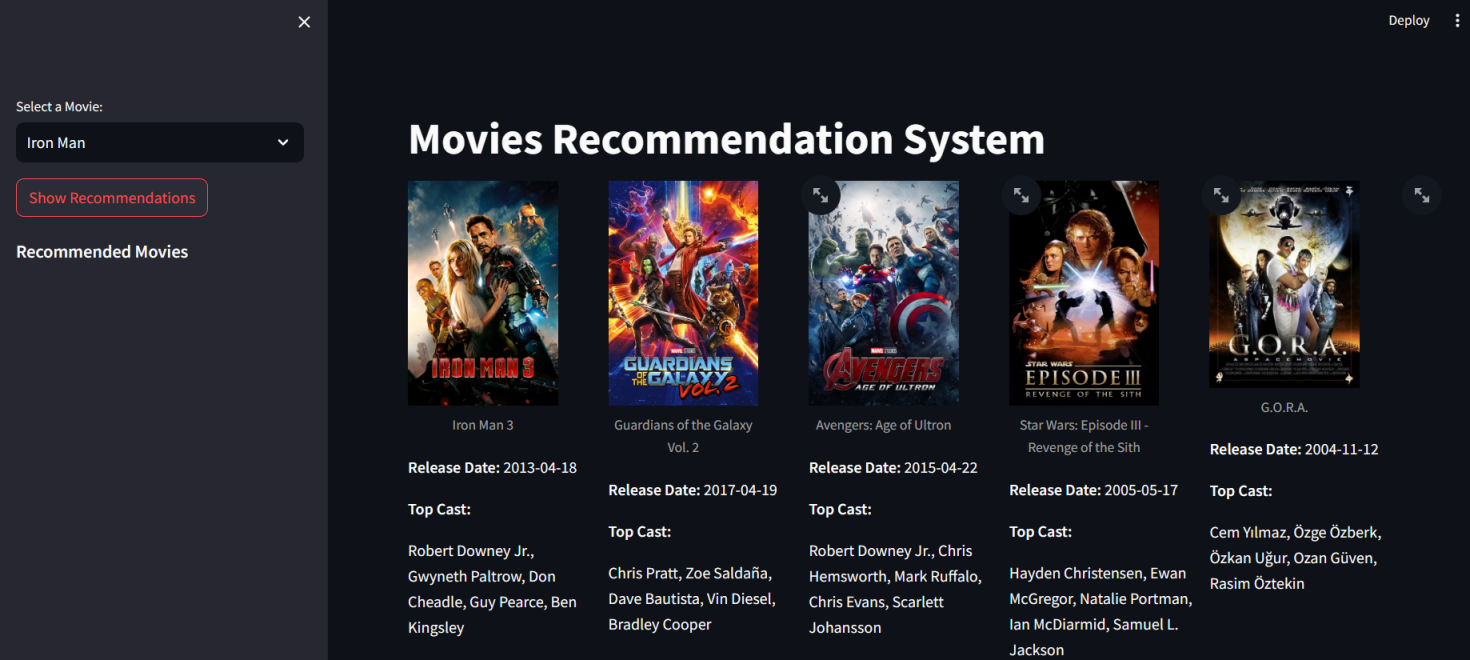 Deploy
Select a Movie:
Iron Man
Show Recommendations
Recommended Movies
Movies Recommendation System
IRON MAN 3
Iron Man 3
Release Date: 2013-04-18
Top Cast:
Robert Downey Jr.,
Gwyneth Paltrow, Don
Cheadle, Guy Pearce, Ben
Kingsley
MARVEL STUDIOS
GUARDIANS
OF THE GALAXY
VOL. 2
Guardians of the Galaxy
Vol. 2
Release Date: 2017-04-19
Top Cast:
Chris Pratt, Zoe Saldaña,
Dave Bautista, Vin Diesel,
Bradley Cooper
MARVEL STUDIOS
AVENGERS
AGE OF ULTRON
Avengers: Age of Ultron
Release Date: 2015-04-22
Top Cast:
Robert Downey Jr., Chris
Hemsworth, Mark Ruffalo,
Chris Evans, Scarlett
Johansson
STAR WARS
EPISODE III
REVENGE OF THE SITH
Star Wars: Episode III -
Revenge of the Sith
Release Date: 2005-05-17
Top Cast:
Hayden Christensen, Ewan
McGregor, Natalie Portman,
Ian McDiarmid, Samuel L.
Jackson
G.O.R.A.
A SPACE MOVIE
G.O.R.A.
Release Date: 2004-11-12
Top Cast:
Cem Yılmaz, Özge Özberk,
Özkan Uğur, Ozan Güven,
Rasim Öztekin